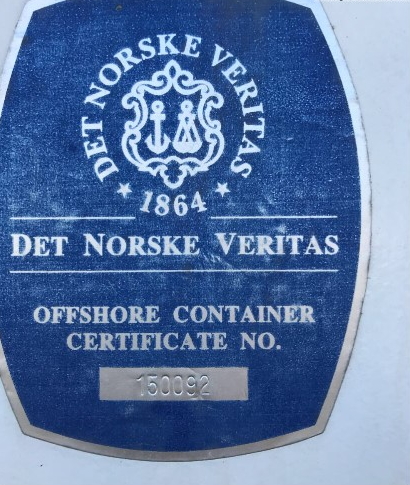 DET NORSKE VERITAS
1864
DET NORSKE VERITAS
OFFSHORE CONTAINER
CERTIFICATE NO.
150092